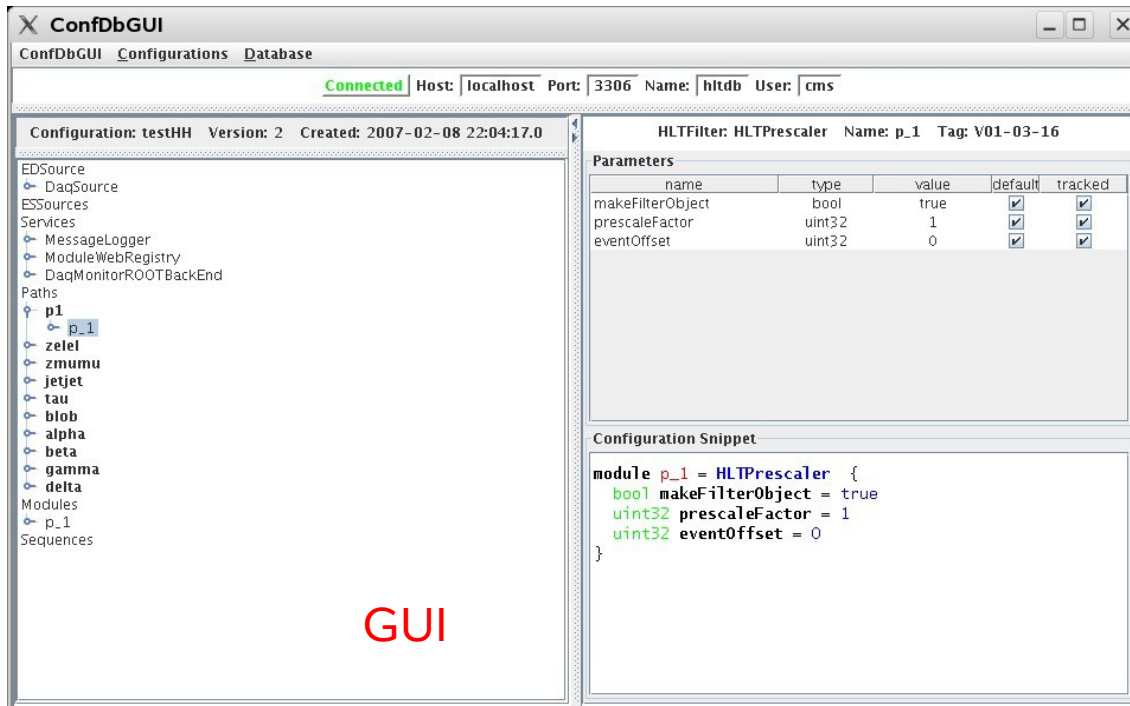 ConfDbGUI
ConfDbGUI Configurations Database
Connected Host: localhost Port: 3306 Name: hltdb User: cms
Configuration: testHH Version: 2 Created: 2007-02-08 22:04:17.0
EDSource
DaqSource
ESSources
Services
MessageLogger
ModuleWebRegistry
DaqMonitorROOTBackEnd
Paths
p1
p_1
zelel
zmumu
jetjet
tau
blob
alpha
beta
gamma
delta
Modules
p_1
Sequences
GUI
HLTFilter: HLTPrescaler Name: p_1 Tag: V01-03-16
Parameters
name type value default tracked
makeFilterObject bool true
prescaleFactor uint32 1
eventOffset uint32 0
Configuration Snippet
module p_1 = HLTPrescaler {
bool makeFilterObject = true
uint32 prescaleFactor = 1
uint32 eventOffset = 0
}